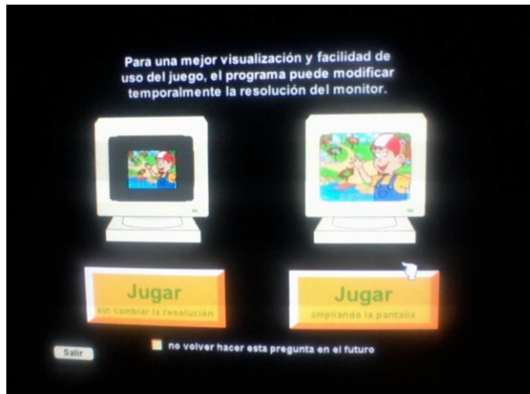 Para una mejor visualización y facilidad de
uso del juego, el programa puede modificar
temporalmente la resolución del monitor.
Jugar
sin cambiar la resolución
Jugar
ampliando la pantalla
no volver hacer esta pregunta en el futuro
Salir